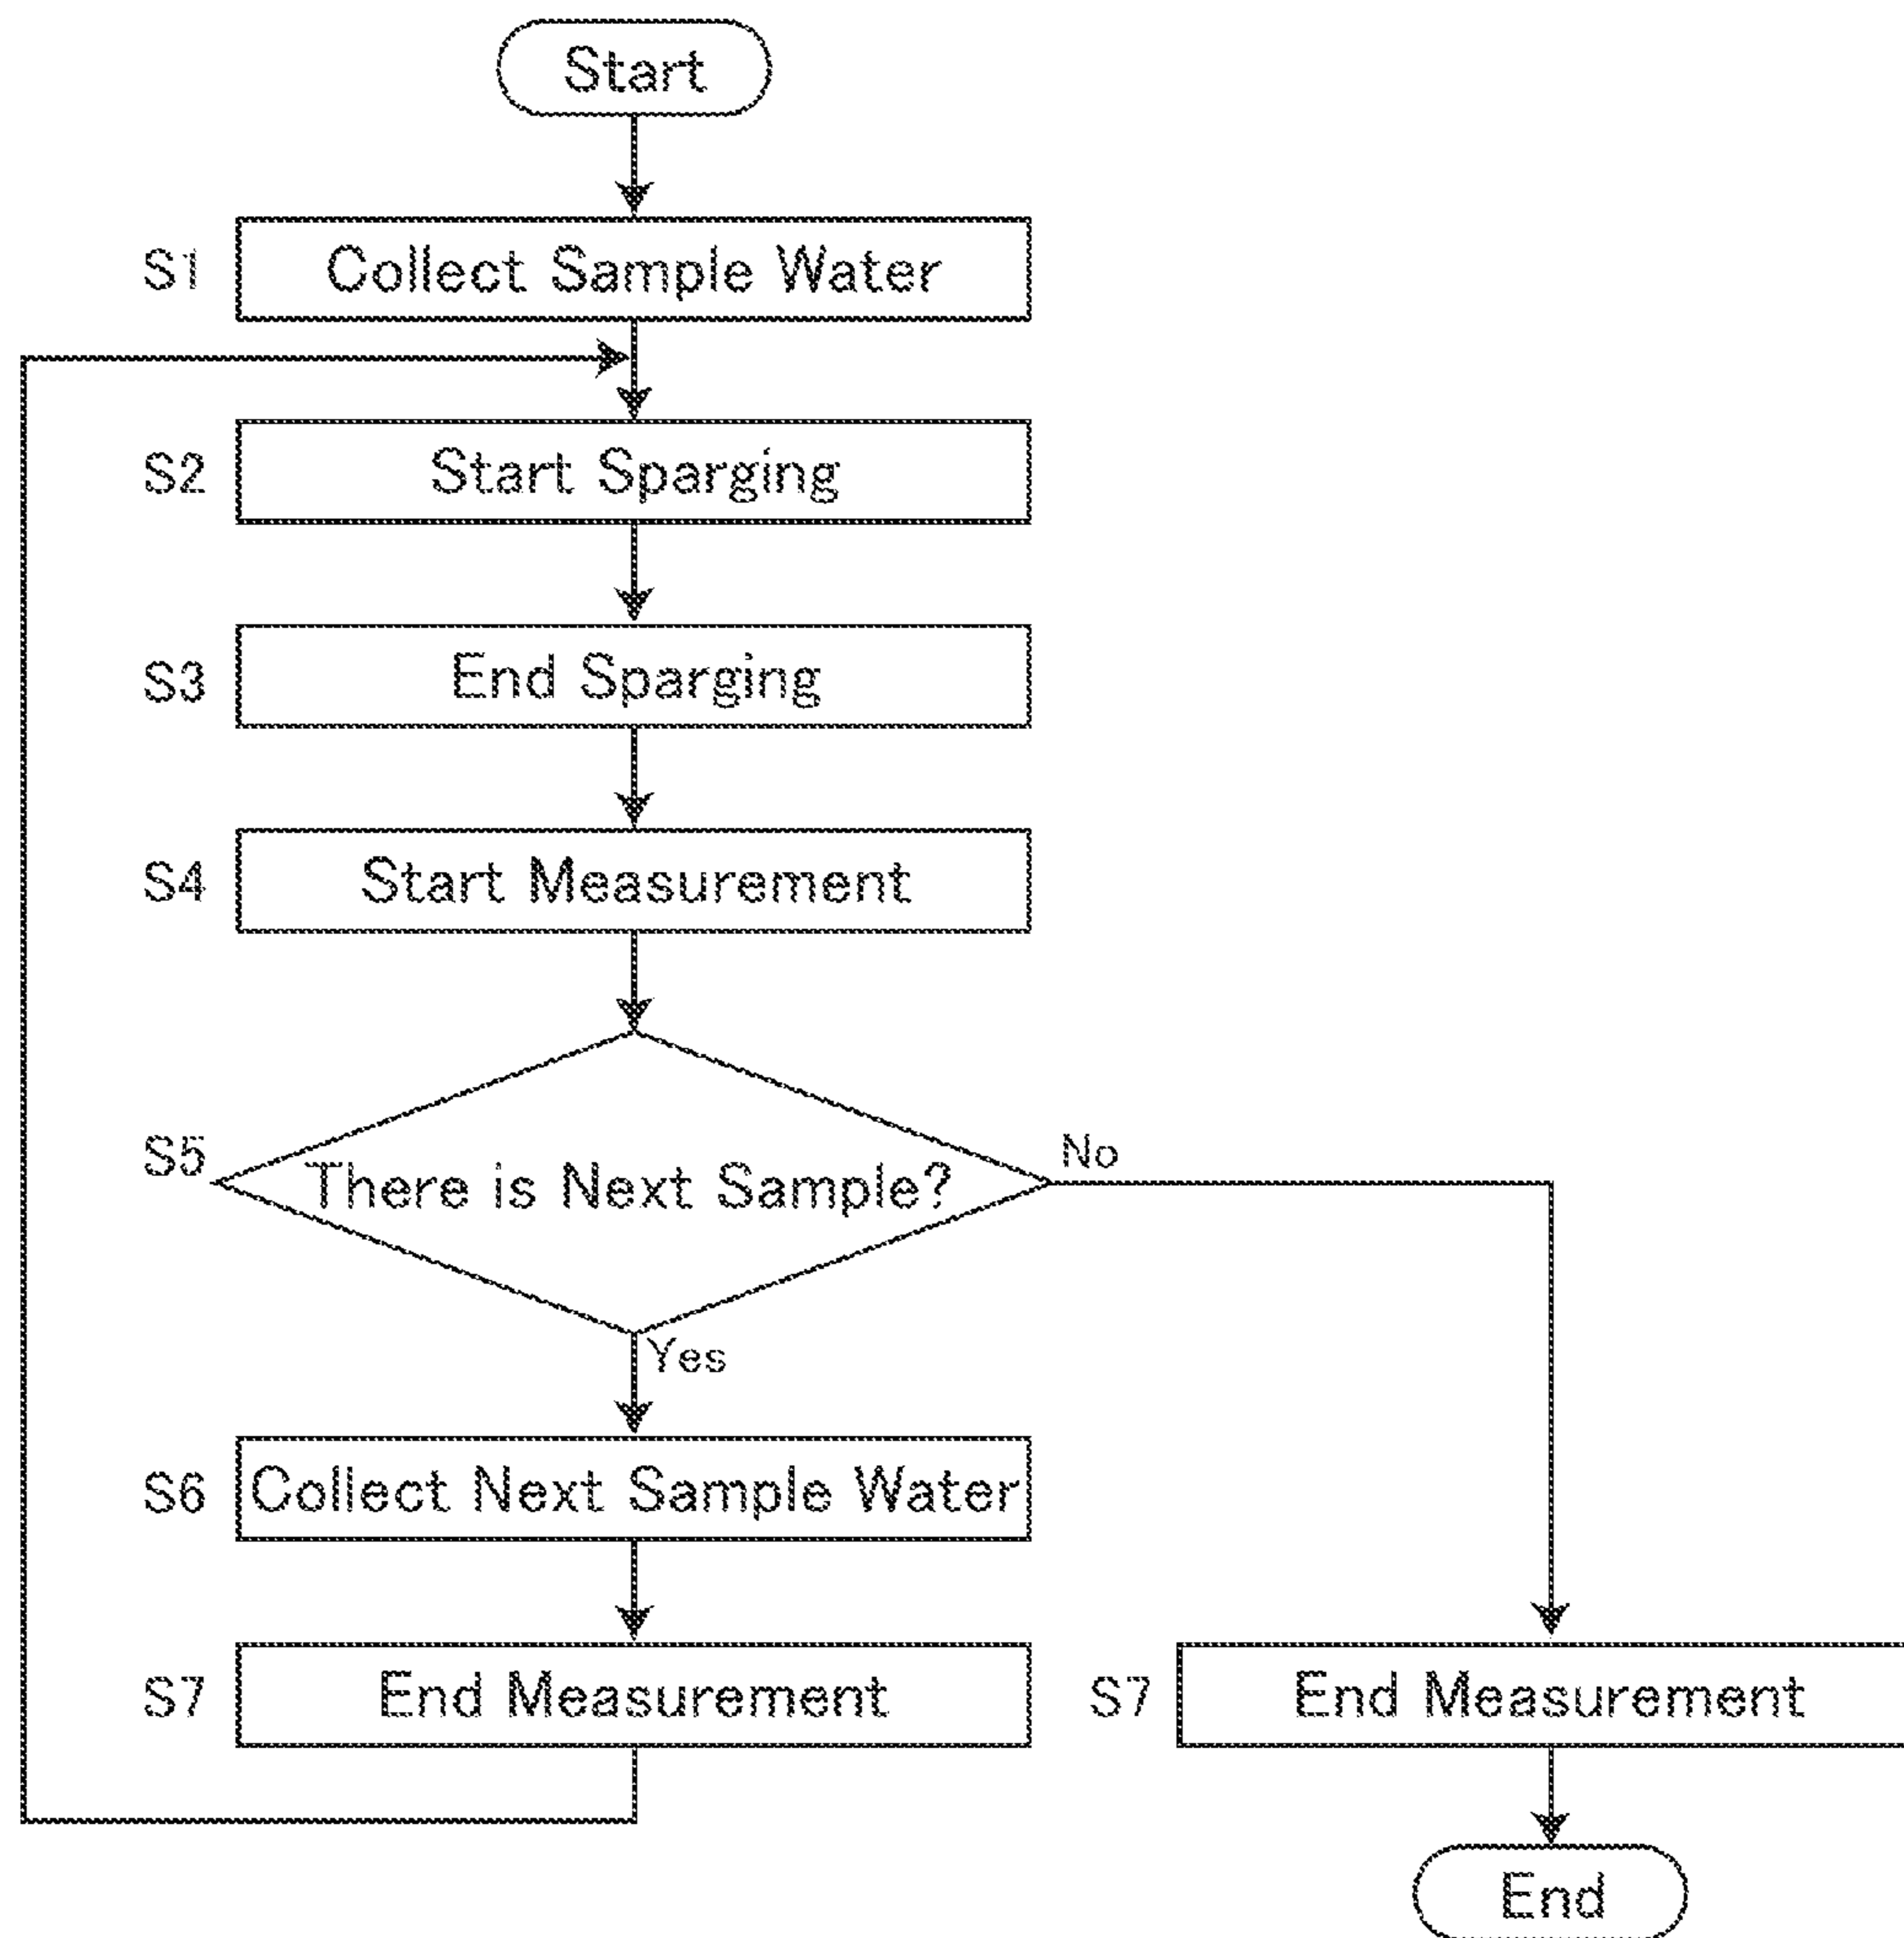 Start
S1 Collect Sample Water
S2 Start Sparging
S3 End Sparging
S4 Start Measurement
S5 There is Next Sample?
No
Yes
S6 Collect Next Sample Water
S7 End Measurement
S7 End Measurement
End